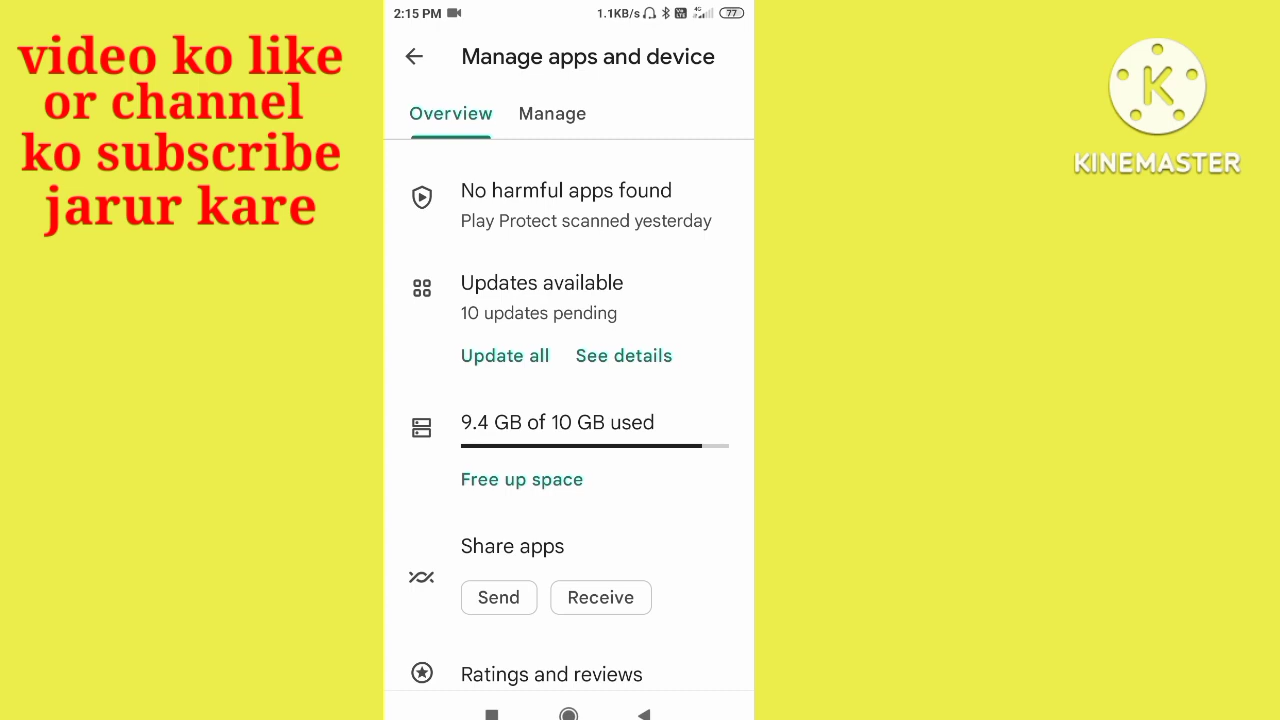 video ko like
or channel
ko subscribe
jarur kare
2:15 PM
1.1KB/s
4G
77
Manage apps and device
Overview
Manage
No harmful apps found
Play Protect scanned yesterday
Updates available
10 updates pending
Update all
See details
9.4 GB of 10 GB used
Free up space
Share apps
Send
Receive
Ratings and reviews
K
KINEMASTER